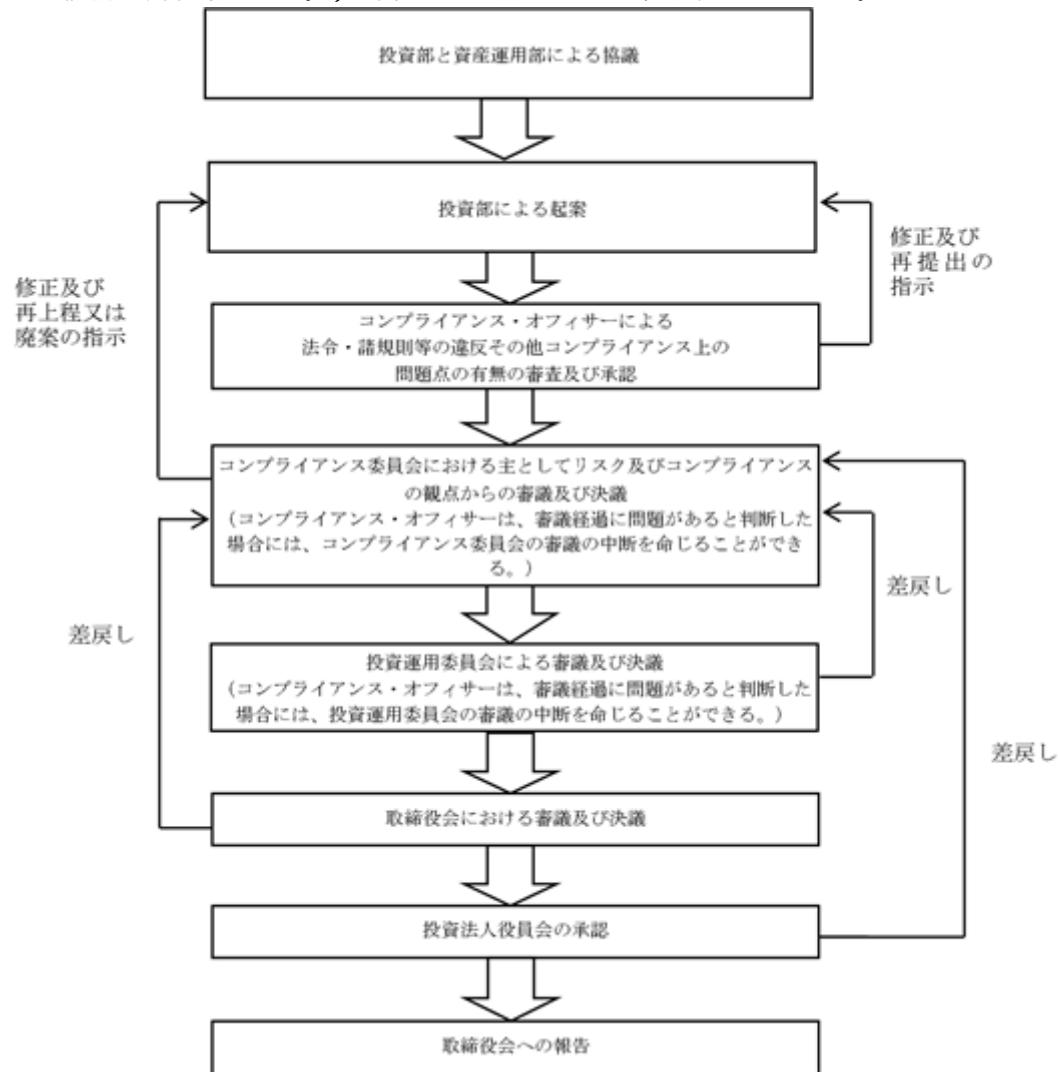 投資部と資産運用部による協議
投資部による起案
修正及び
再提出の
指示
修正及び
再上程又は
廃案の指示
コンプライアンス・オフィサーによる
法令・諸規則等の違反その他コンプライアンス上の
問題点の有無の審査及び承認
コンプライアンス委員会における主としてリスク及びコンプライアンス
の観点からの審議及び決議
(コンプライアンス・オフィサーは、審議経過に問題があると判断した
場合には、コンプライアンス委員会の審議の中断を命じることができ
る。)
差戻し
差戻し
投資運用委員会による審議及び決議
(コンプライアンス・オフィサーは、審議経過に問題があると判断した
場合には、投資運用委員会の審議の中断を命じることができる。)
差戻し
取締役会における審議及び決議
投資法人役員会の承認
取締役会への報告